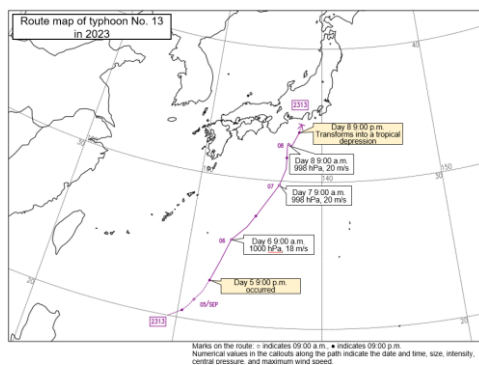 Route map of typhoon No. 13
in 2023
40
2313
Day 8 9:00 p.m.
Transforms into a tropical
depression
08
Day 8 9:00 a.m.
998 hPa, 20 m/s
30
150
140
07
Day 7 9:00 a.m.
998 hPa, 20 m/s
06
Day 6 9:00 a.m.
1000 hPa, 18 m/s
Day 5 9:00 p.m.
occurred
20
05/SEP
2313
20
Marks on the route: ○ indicates 09:00 a.m., ● indicates 09:00 p.m.
Numerical values in the callouts along the path indicate the date and time, size, intensity,
central pressure, and maximum wind speed.